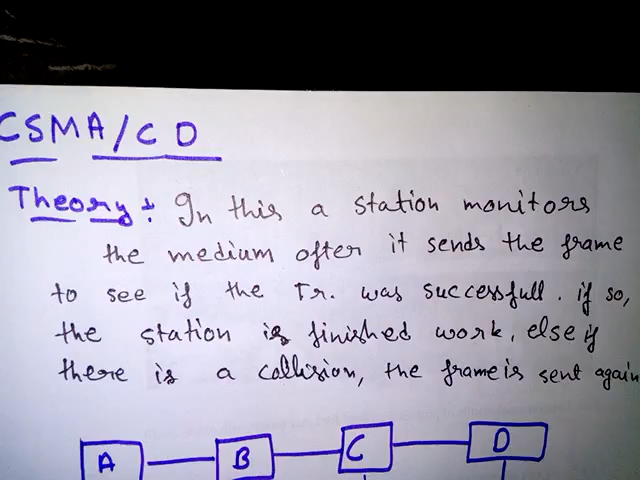 CSMA/CD
Theory: In this a station monitors
the medium after it sends the frame
to see if the Tr. was successfull. if so,
the station is finished work, else if
there is a collision, the frame is sent again
A B C D